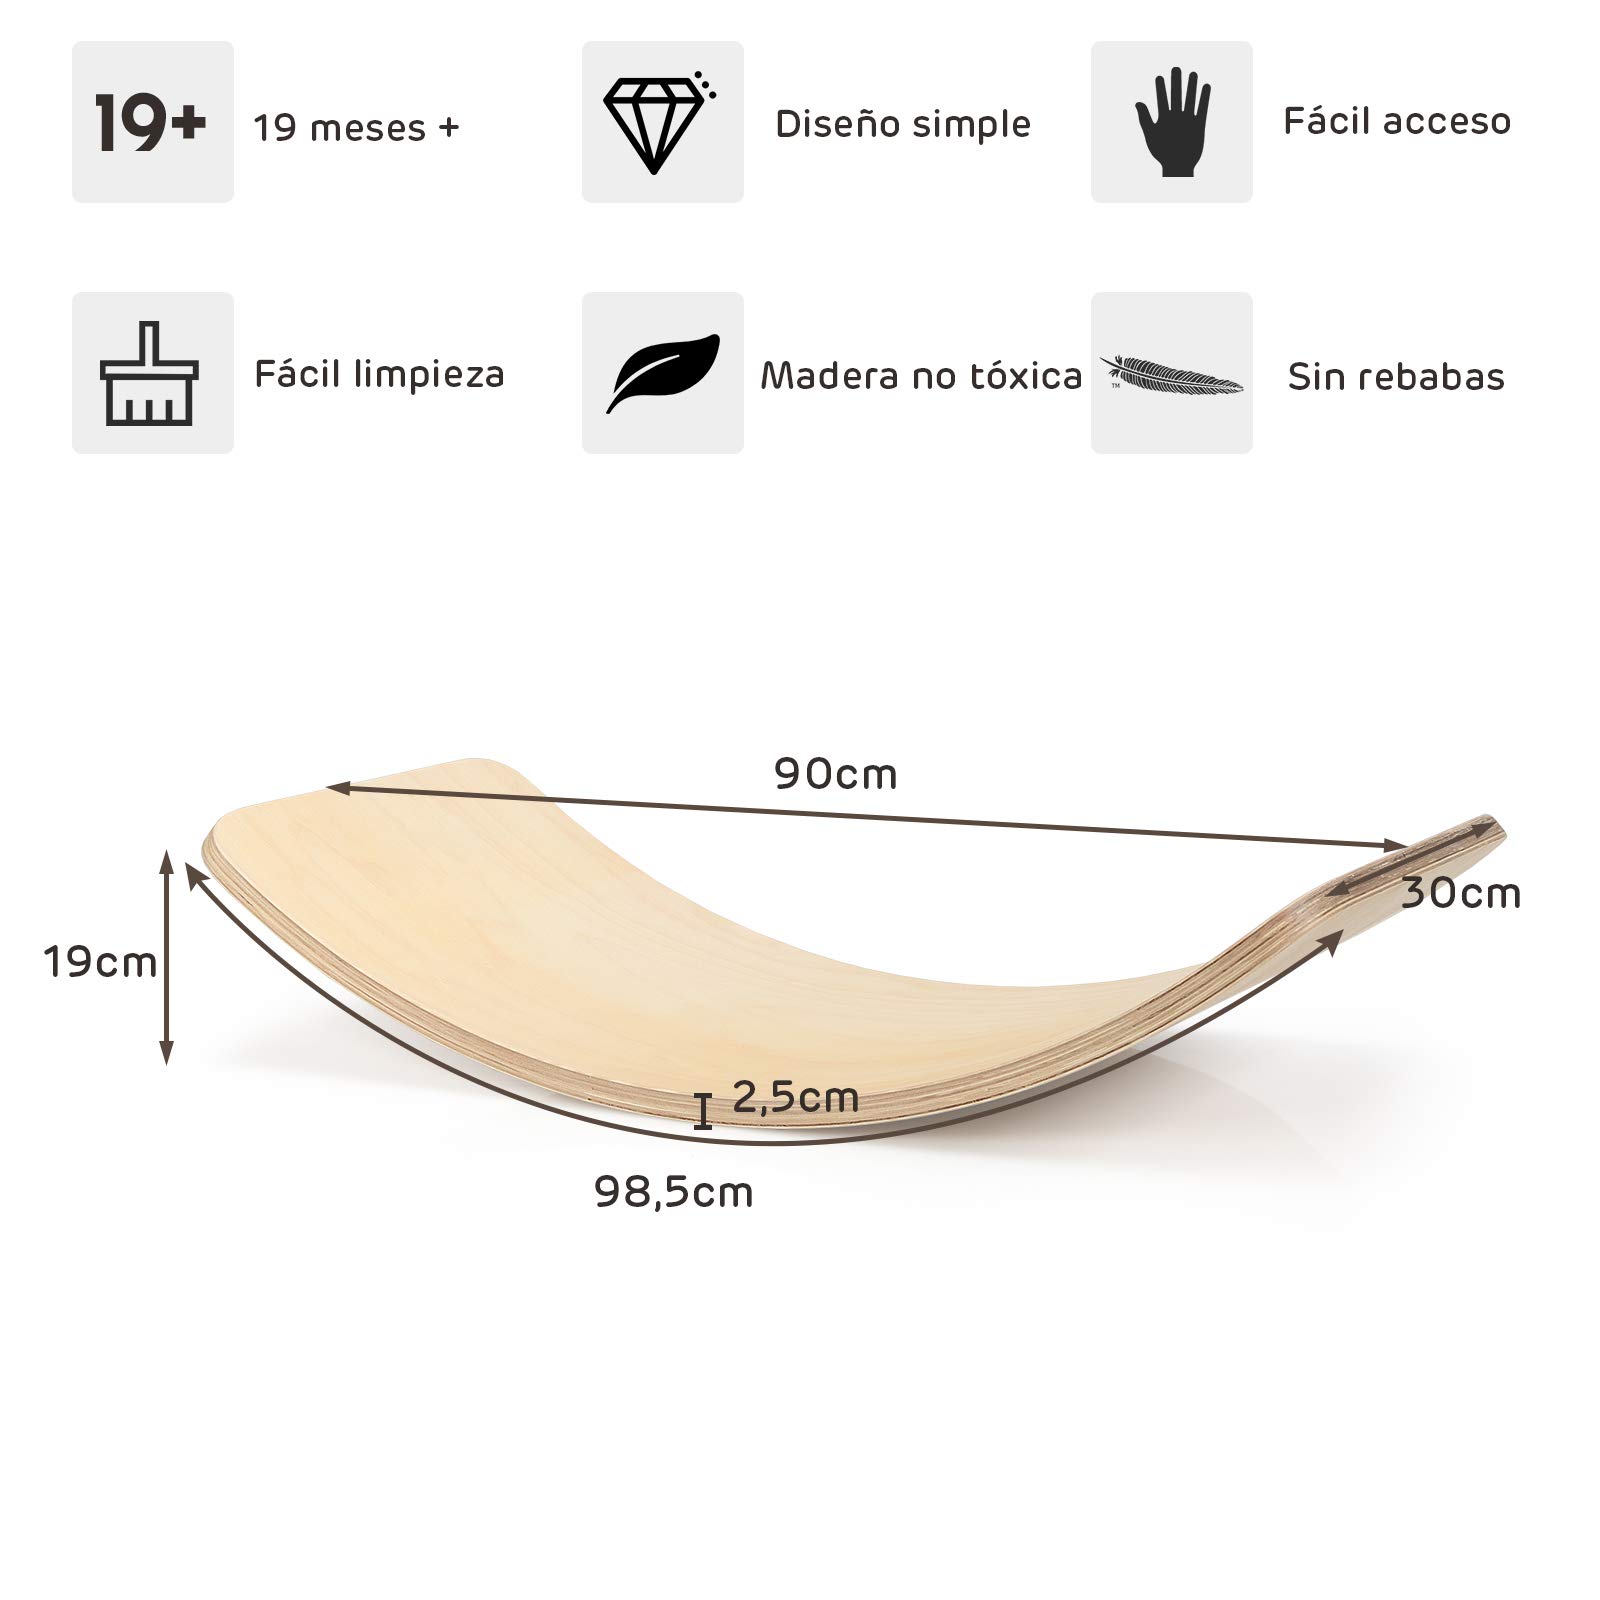 19+
19 meses +
Diseño simple
Fácil acceso
Fácil limpieza
Madera no tóxica
TM
Sin rebabas
90cm
30cm
19cm
2,5cm
98,5cm